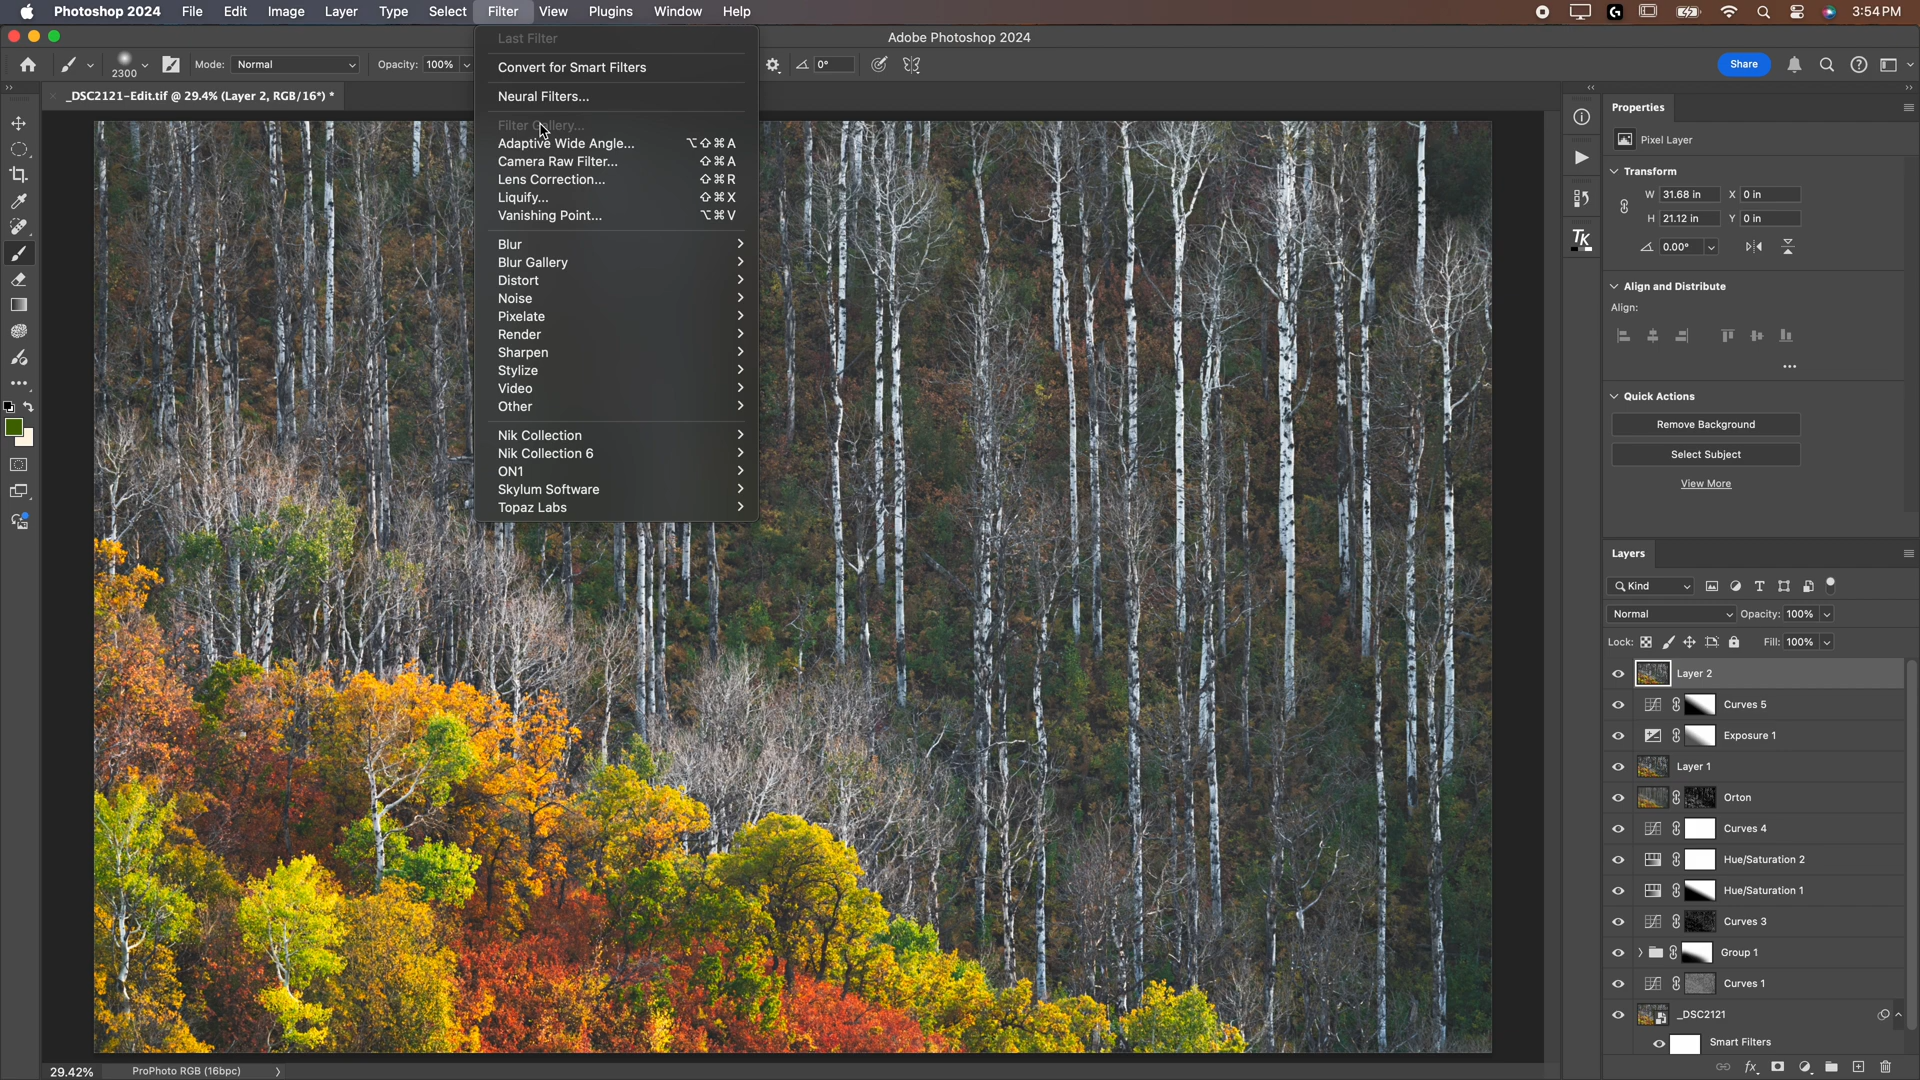 Photoshop 2024 File Edit Image Layer Type Select Filter View Plugins Window Help 3:54 PM
Adobe Photoshop 2024
2300 Mode: Normal Opacity: 100% 0° Share
_DSC2121-Edit.tif @ 29.4% (Layer 2, RGB/16*) *
Last Filter
Convert for Smart Filters
Neural Filters...
Filter Gallery...
Adaptive Wide Angle... ⌥⇧⌘A
Camera Raw Filter... ⇧⌘A
Lens Correction... ⇧⌘R
Liquify... ⇧⌘X
Vanishing Point... ⌥⌘V
Blur
Blur Gallery
Distort
Noise
Pixelate
Render
Sharpen
Stylize
Video
Other
Nik Collection
Nik Collection 6
ON1
Skylum Software
Topaz Labs
TK
Properties
Pixel Layer
Transform
W 31.68 in X 0 in
H 21.12 in Y 0 in
0.00°
Align and Distribute
Align:
Quick Actions
Remove Background
Select Subject
View More
Layers
Kind
Normal Opacity: 100%
Lock: Fill: 100%
Layer 2
Curves 5
Exposure 1
Layer 1
Orton
Curves 4
Hue/Saturation 2
Hue/Saturation 1
Curves 3
Group 1
Curves 1
_DSC2121
Smart Filters
29.42% ProPhoto RGB (16bpc)